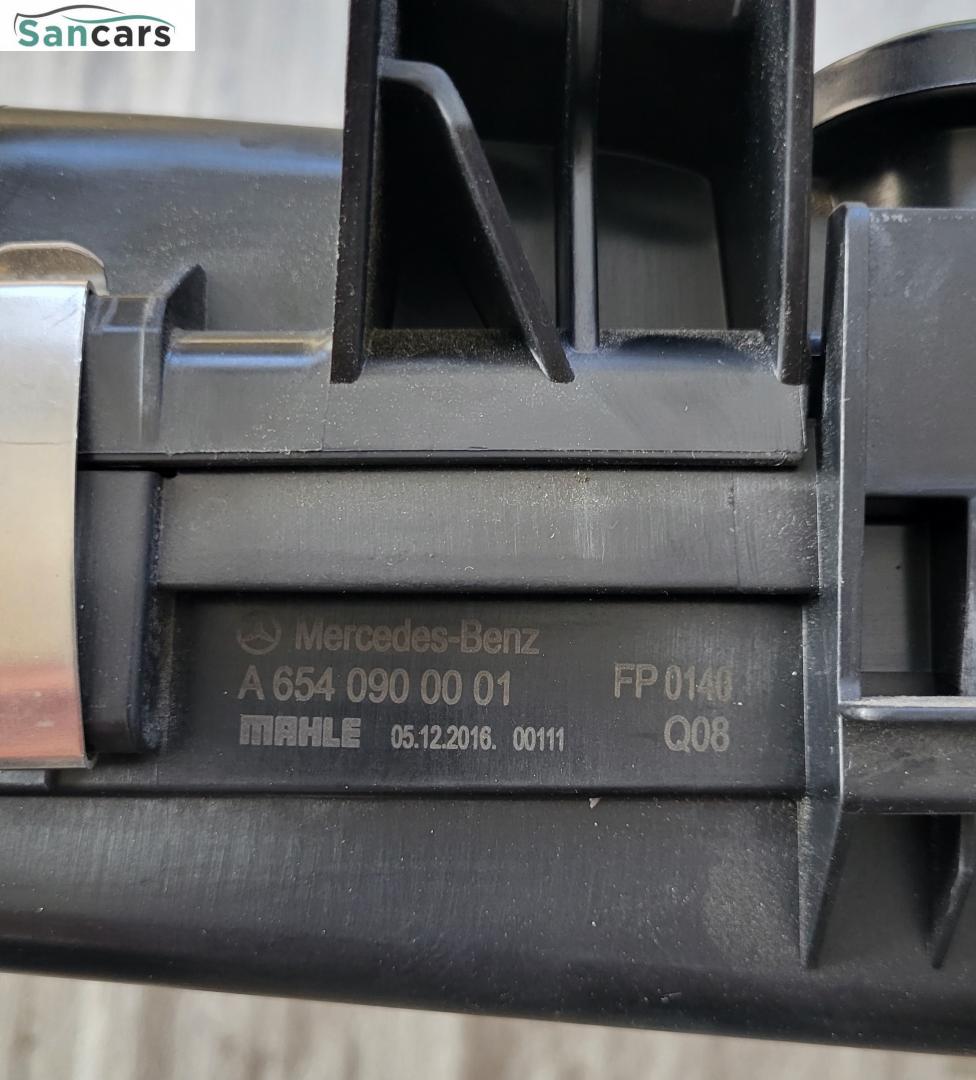 Sancars
Mercedes-Benz
A 654 090 00 01 FP 0140
MAHLE 05.12.2016. 00111 Q08